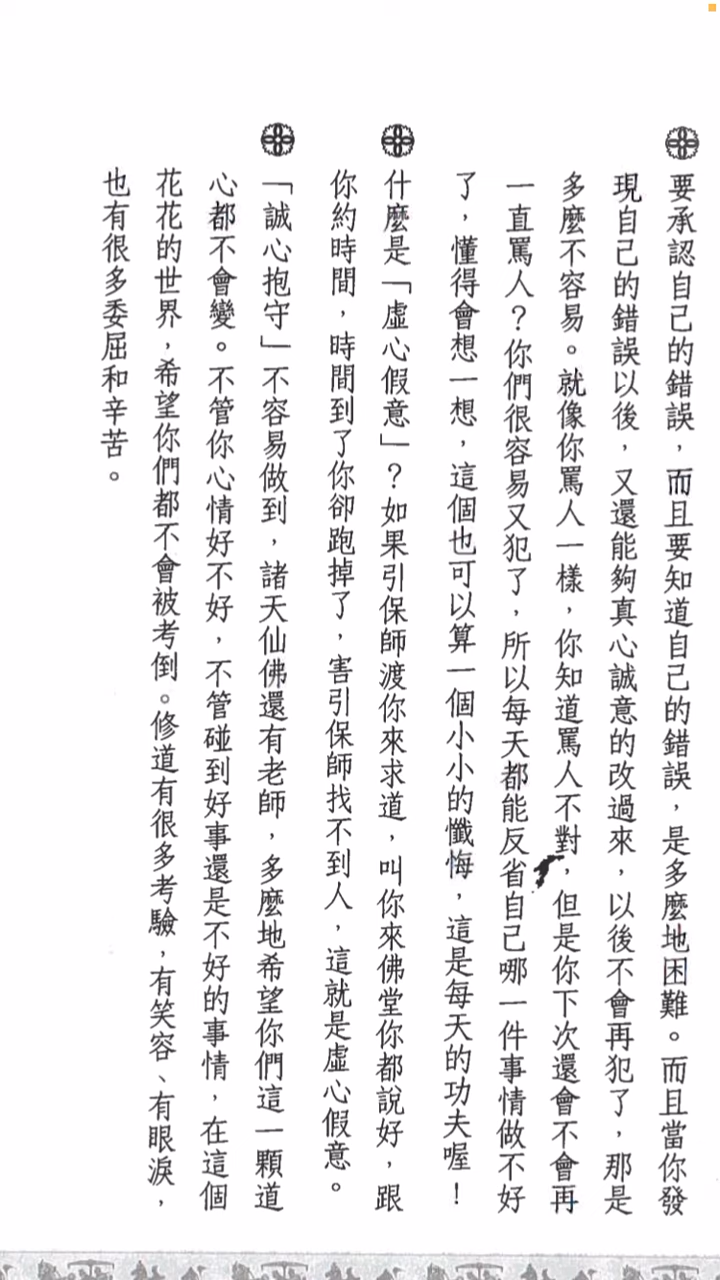 要承認自己的錯誤，而且要知道自己的錯誤，是多麼地困難。而且當你發
現自己的錯誤以後，又還能夠真心誠意的改過來，以後不會再犯了，那是
多麼不容易。就像你罵人一樣，你知道罵人不對，但是你下次還會不會再
一直罵人？你們很容易又犯了，所以每天都能反省自己哪一件事情做不好
了，懂得會想一想，這個也可以算一個小小的懺悔，這是每天的功夫喔！
什麼是「虛心假意」？如果引保師渡你來求道，叫你來佛堂你都說好，跟
你約時間，時間到了你卻跑掉了，害引保師找不到人，這就是虛心假意。
「誠心抱守」不容易做到，諸天仙佛還有老師，多麼地希望你們這一顆道
心都不會變。不管你心情好不好，不管碰到好事還是不好的事情，在這個
花花的世界，希望你們都不會被考倒。修道有很多考驗，有笑容、有眼淚，
也有很多委屈和辛苦。